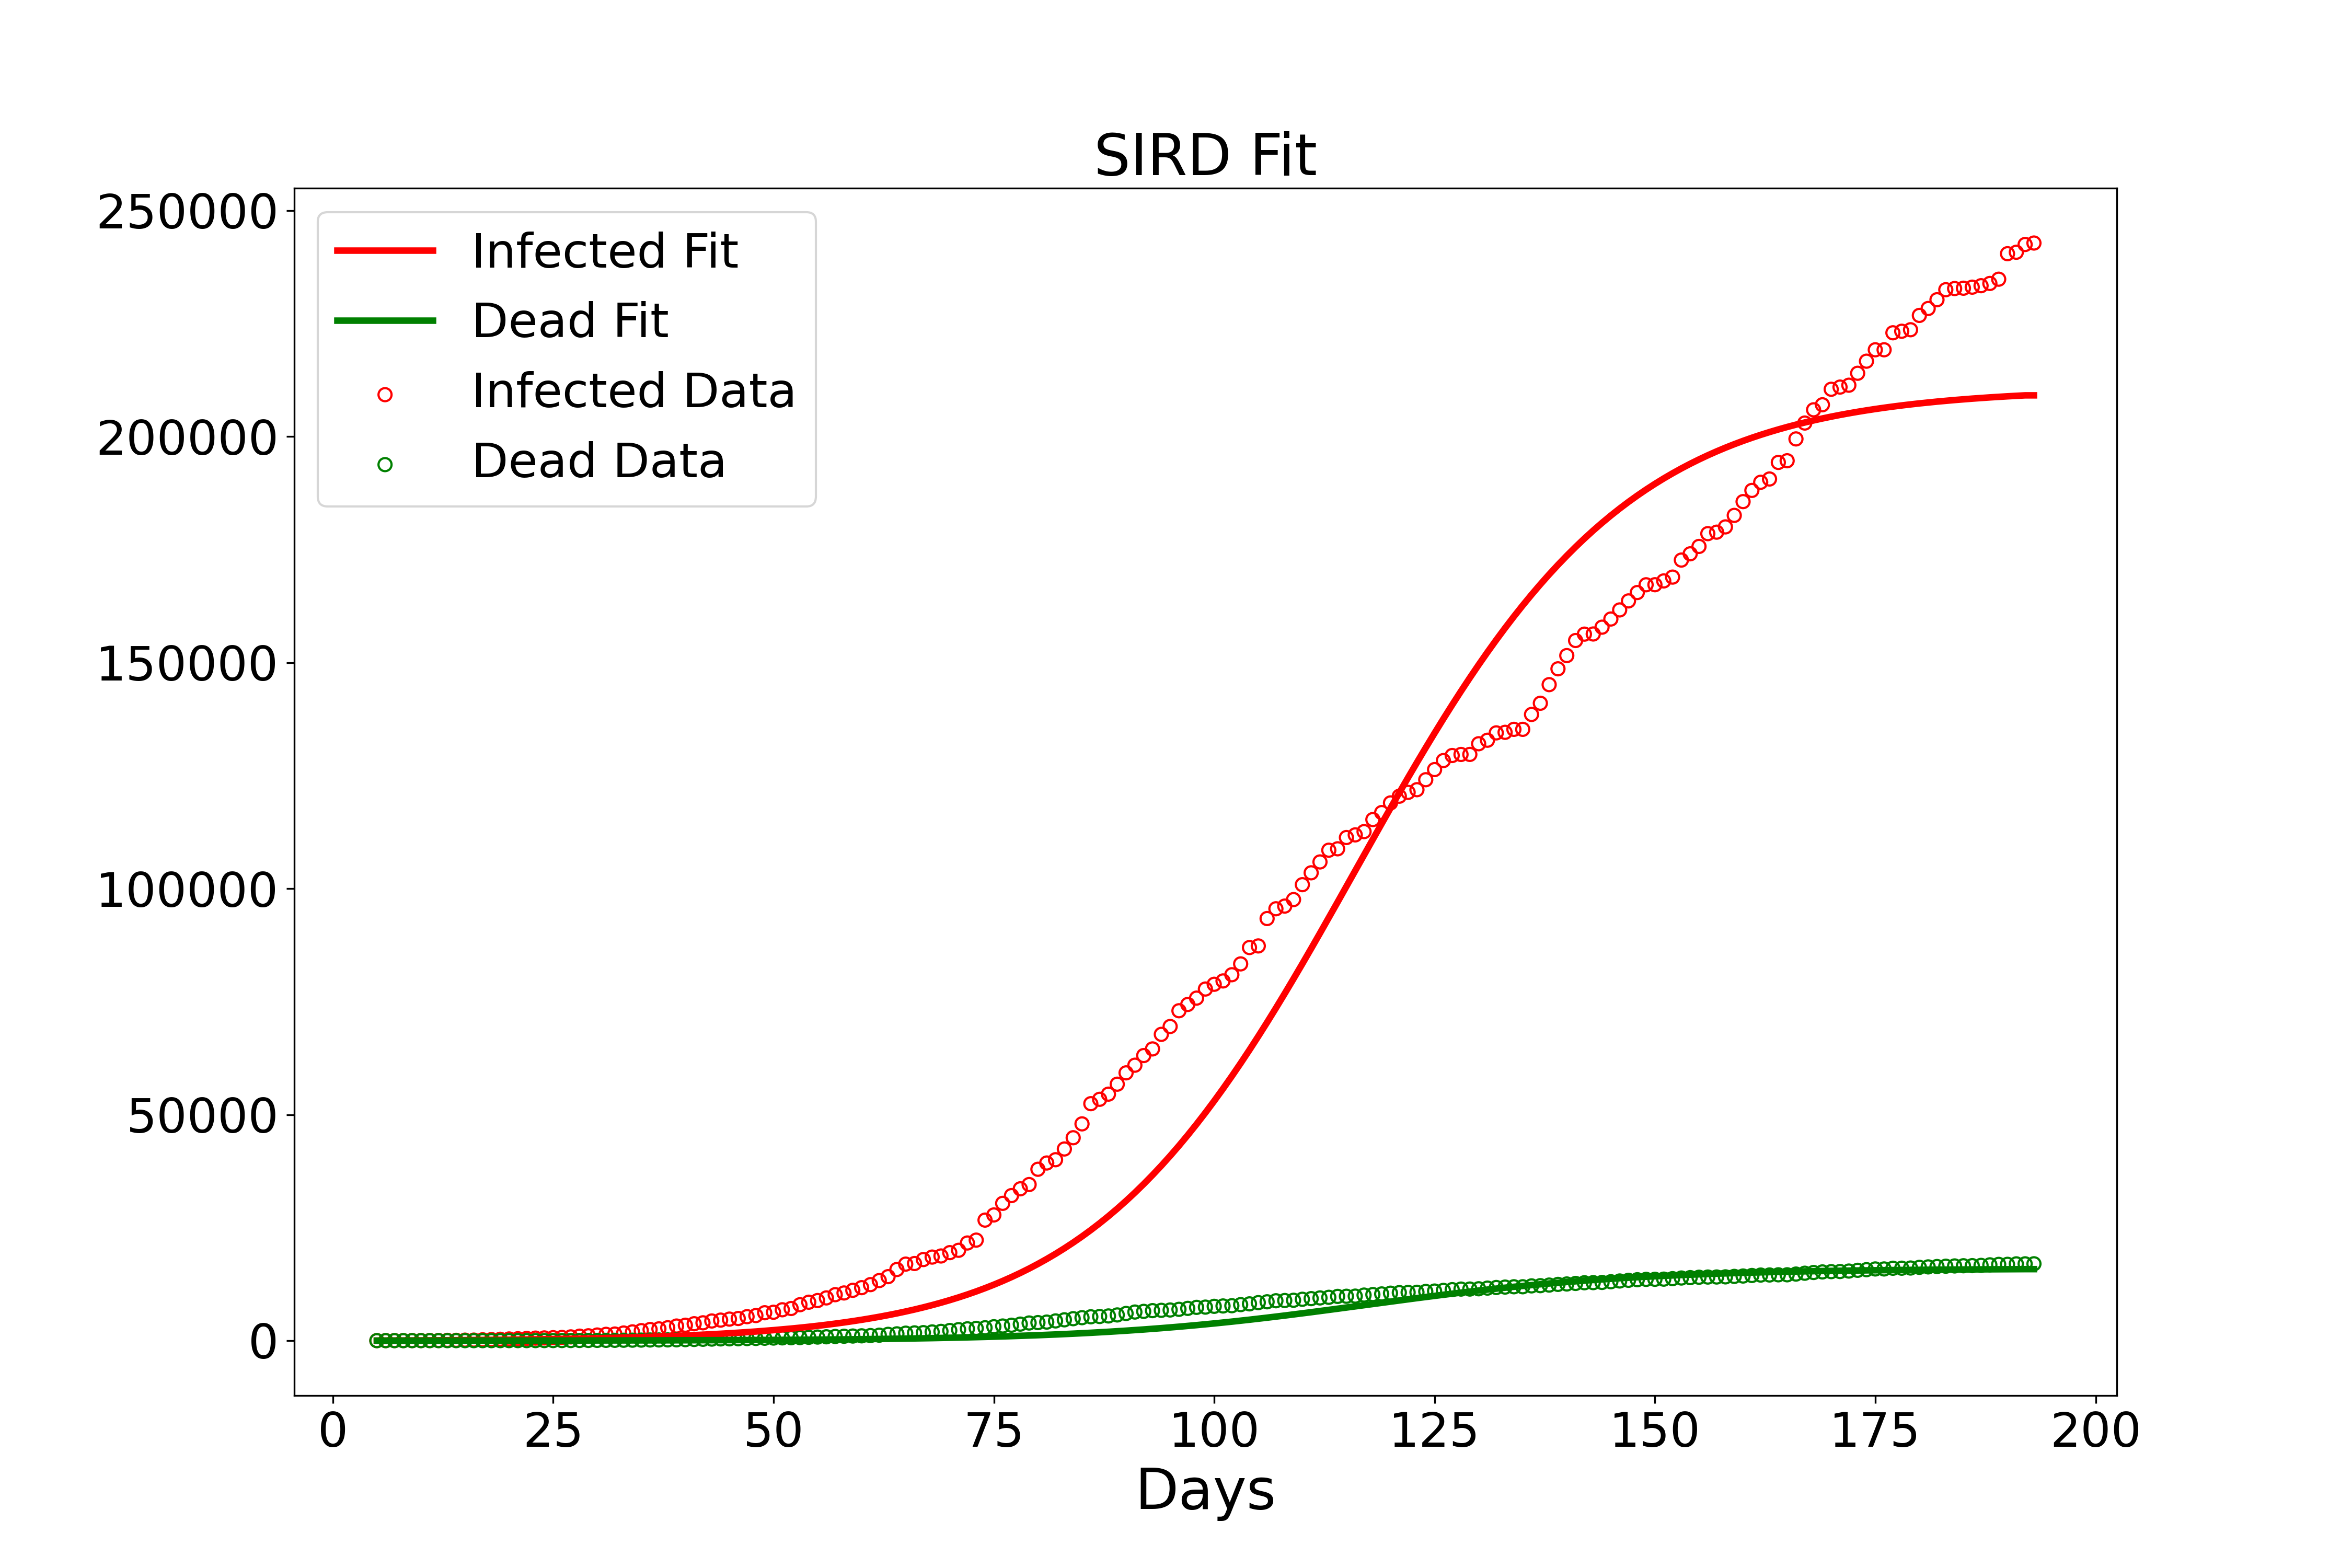 SIRD Fit
250000
200000
150000
100000
50000
0
Infected Fit
Dead Fit
Infected Data
Dead Data
0 25 50 75 100 125 150 175 200
Days